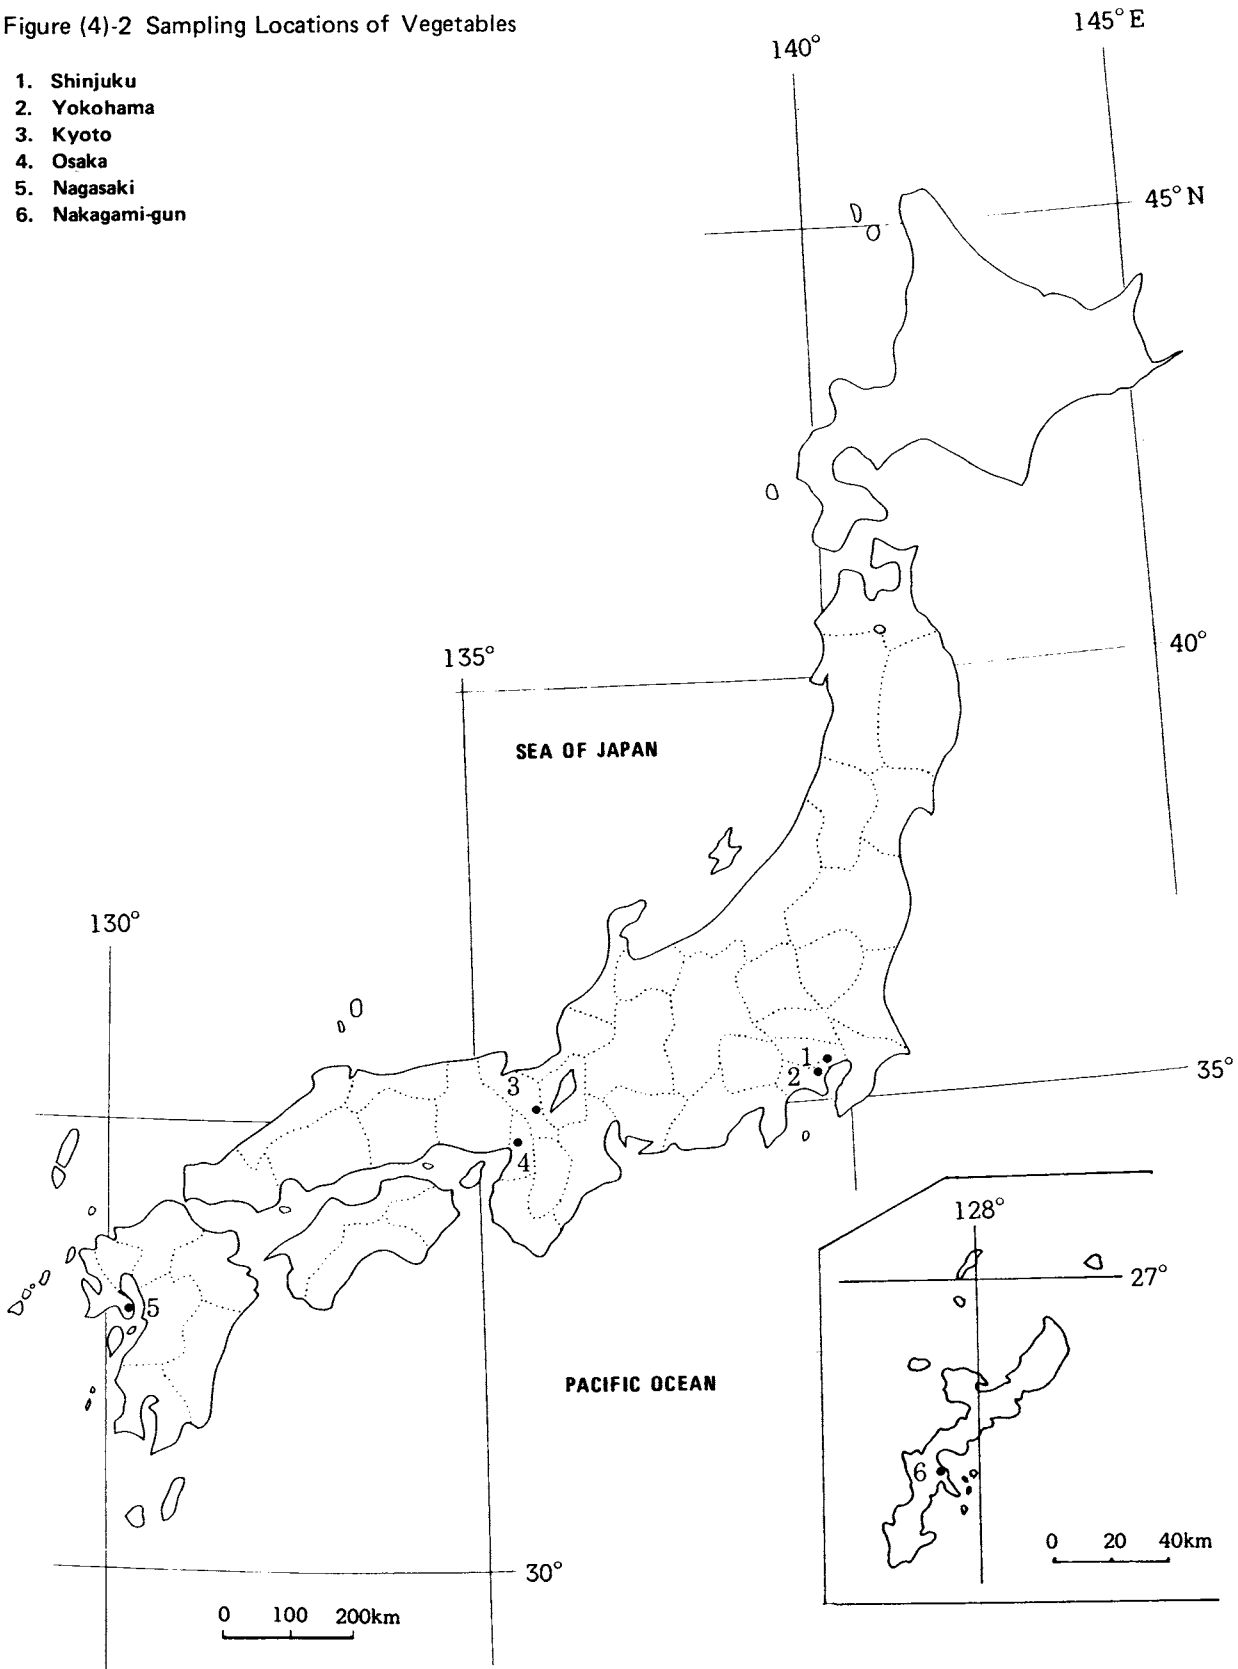 Figure (4)-2 Sampling Locations of Vegetables
1. Shinjuku
2. Yokohama
3. Kyoto
4. Osaka
5. Nagasaki
6. Nakagami-gun
140°
145° E
45° N
135°
40°
SEA OF JAPAN
130°
1
2
35°
3
4
128°
27°
5
PACIFIC OCEAN
6
0 20 40km
30°
0 100 200km